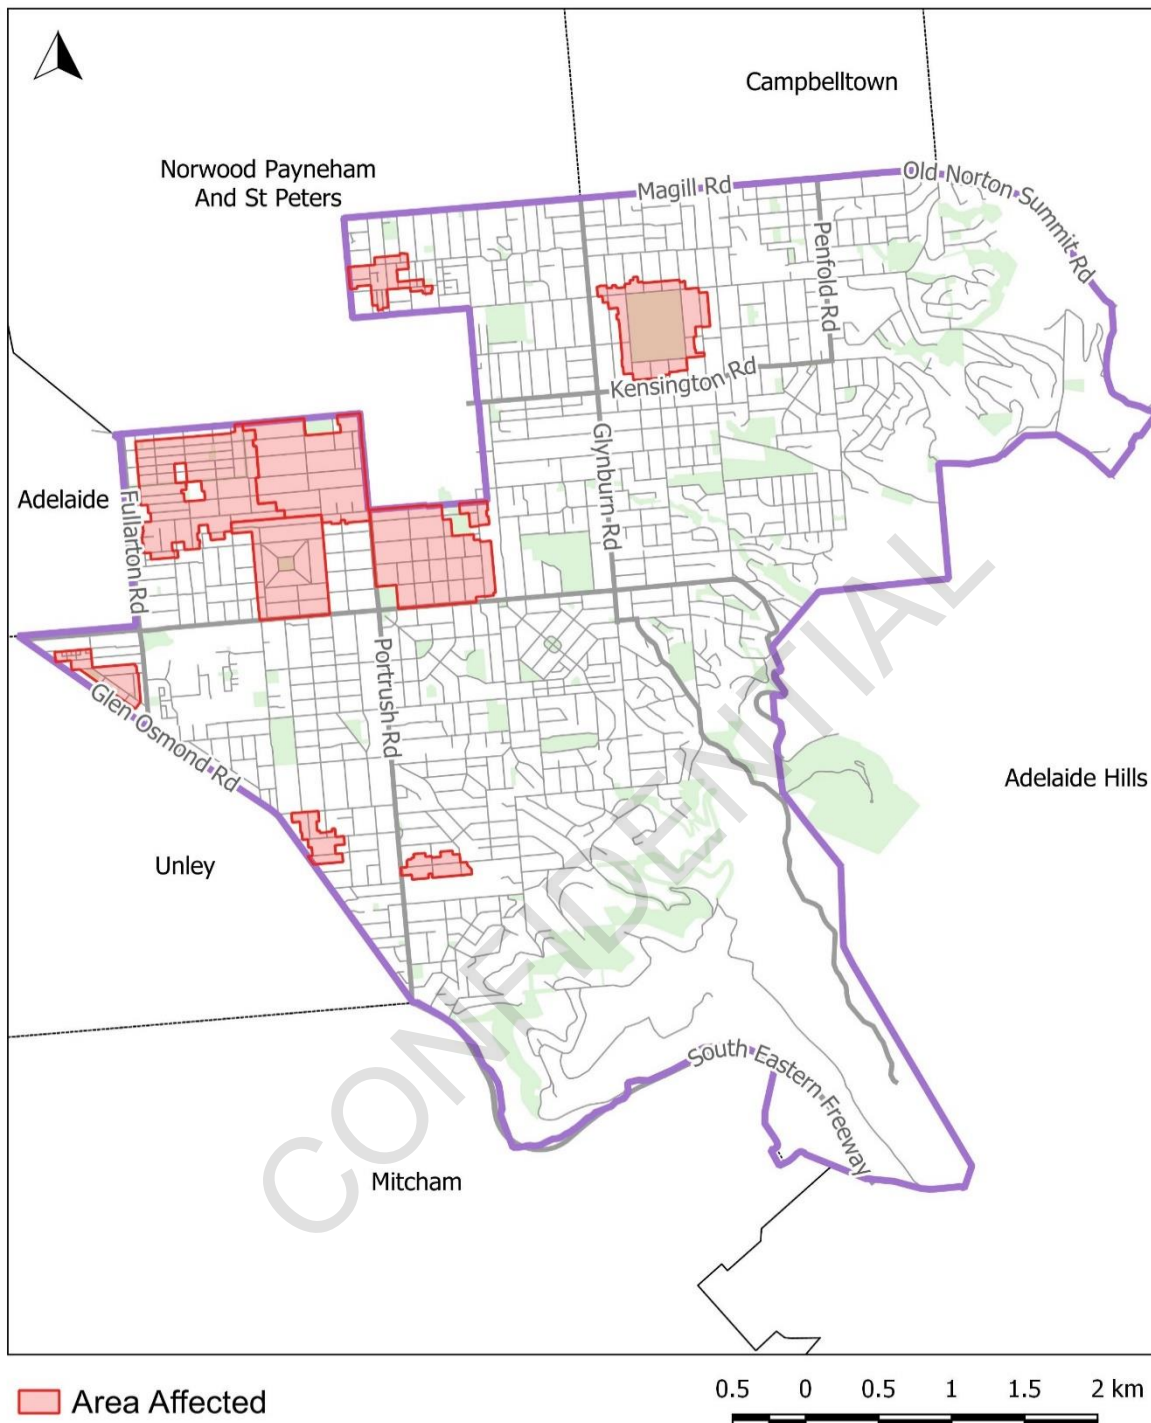 Campbelltown
Norwood Payneham
And St Peters
Magill Rd
Old Norton Summit Rd
Penfold Rd
Kensington Rd
Glynburn Rd
Adelaide
Fullarton Rd
Portrush Rd
Glen Osmond Rd
Adelaide Hills
Unley
CONFIDENTIAL
South Eastern Freeway
Mitcham
Area Affected
0.5 0 0.5 1 1.5 2 km